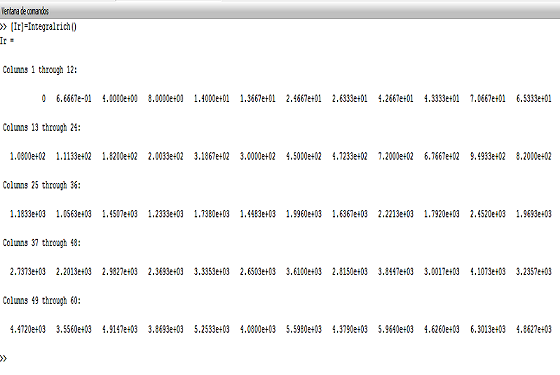 Ventana de comandos
>> [Ir]=Integralrich()
Ir =
Columns 1 through 12:
0 6.6667e-01 4.0000e+00 8.0000e+00 1.4000e+01 1.3667e+01 2.4667e+01 2.6333e+01 4.2667e+01 4.3333e+01 7.0667e+01 6.5333e+01
Columns 13 through 24:
1.0800e+02 1.1133e+02 1.8200e+02 2.0033e+02 3.1867e+02 3.0000e+02 4.5000e+02 4.7233e+02 7.2000e+02 6.7667e+02 9.4933e+02 8.2000e+02
Columns 25 through 36:
1.1833e+03 1.0563e+03 1.4507e+03 1.2333e+03 1.7380e+03 1.4483e+03 1.9960e+03 1.6367e+03 2.2213e+03 1.7920e+03 2.4520e+03 1.9693e+03
Columns 37 through 48:
2.7373e+03 2.2013e+03 2.9827e+03 2.3693e+03 3.3353e+03 2.6503e+03 3.6100e+03 2.8150e+03 3.8447e+03 3.0017e+03 4.1073e+03 3.2357e+03
Columns 49 through 60:
4.4720e+03 3.5560e+03 4.9147e+03 3.8693e+03 5.2533e+03 4.0800e+03 5.5980e+03 4.3790e+03 5.9640e+03 4.6260e+03 6.3013e+03 4.8627e+03
>>